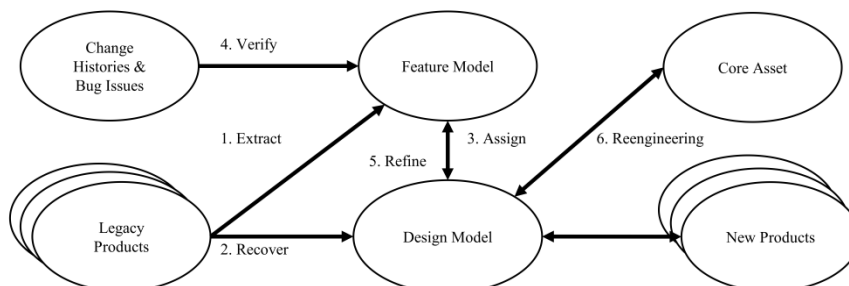 Change
Histories &
Bug Issues
4. Verify
Feature Model
Core Asset
1. Extract
3. Assign
5. Refine
6. Reengineering
Legacy
Products
2. Recover
Design Model
New Products